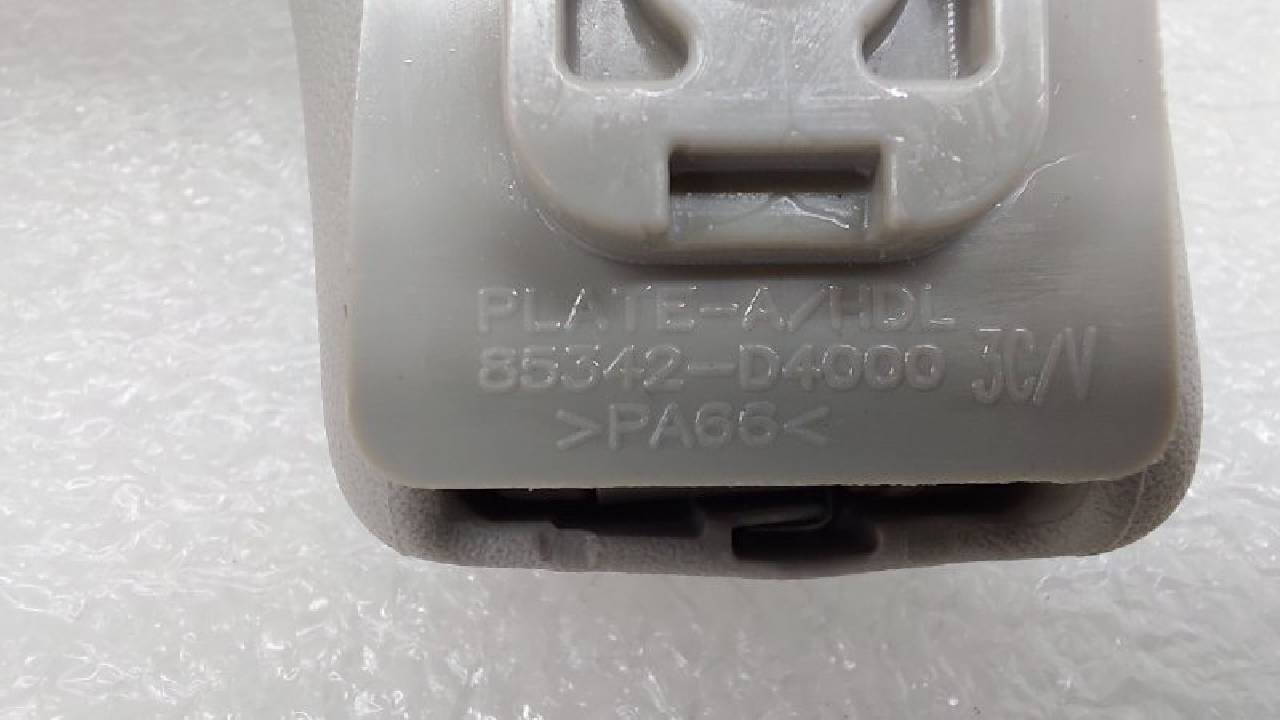 PLATE-A/HDL
85342-D4000 3C/V
>PA66<